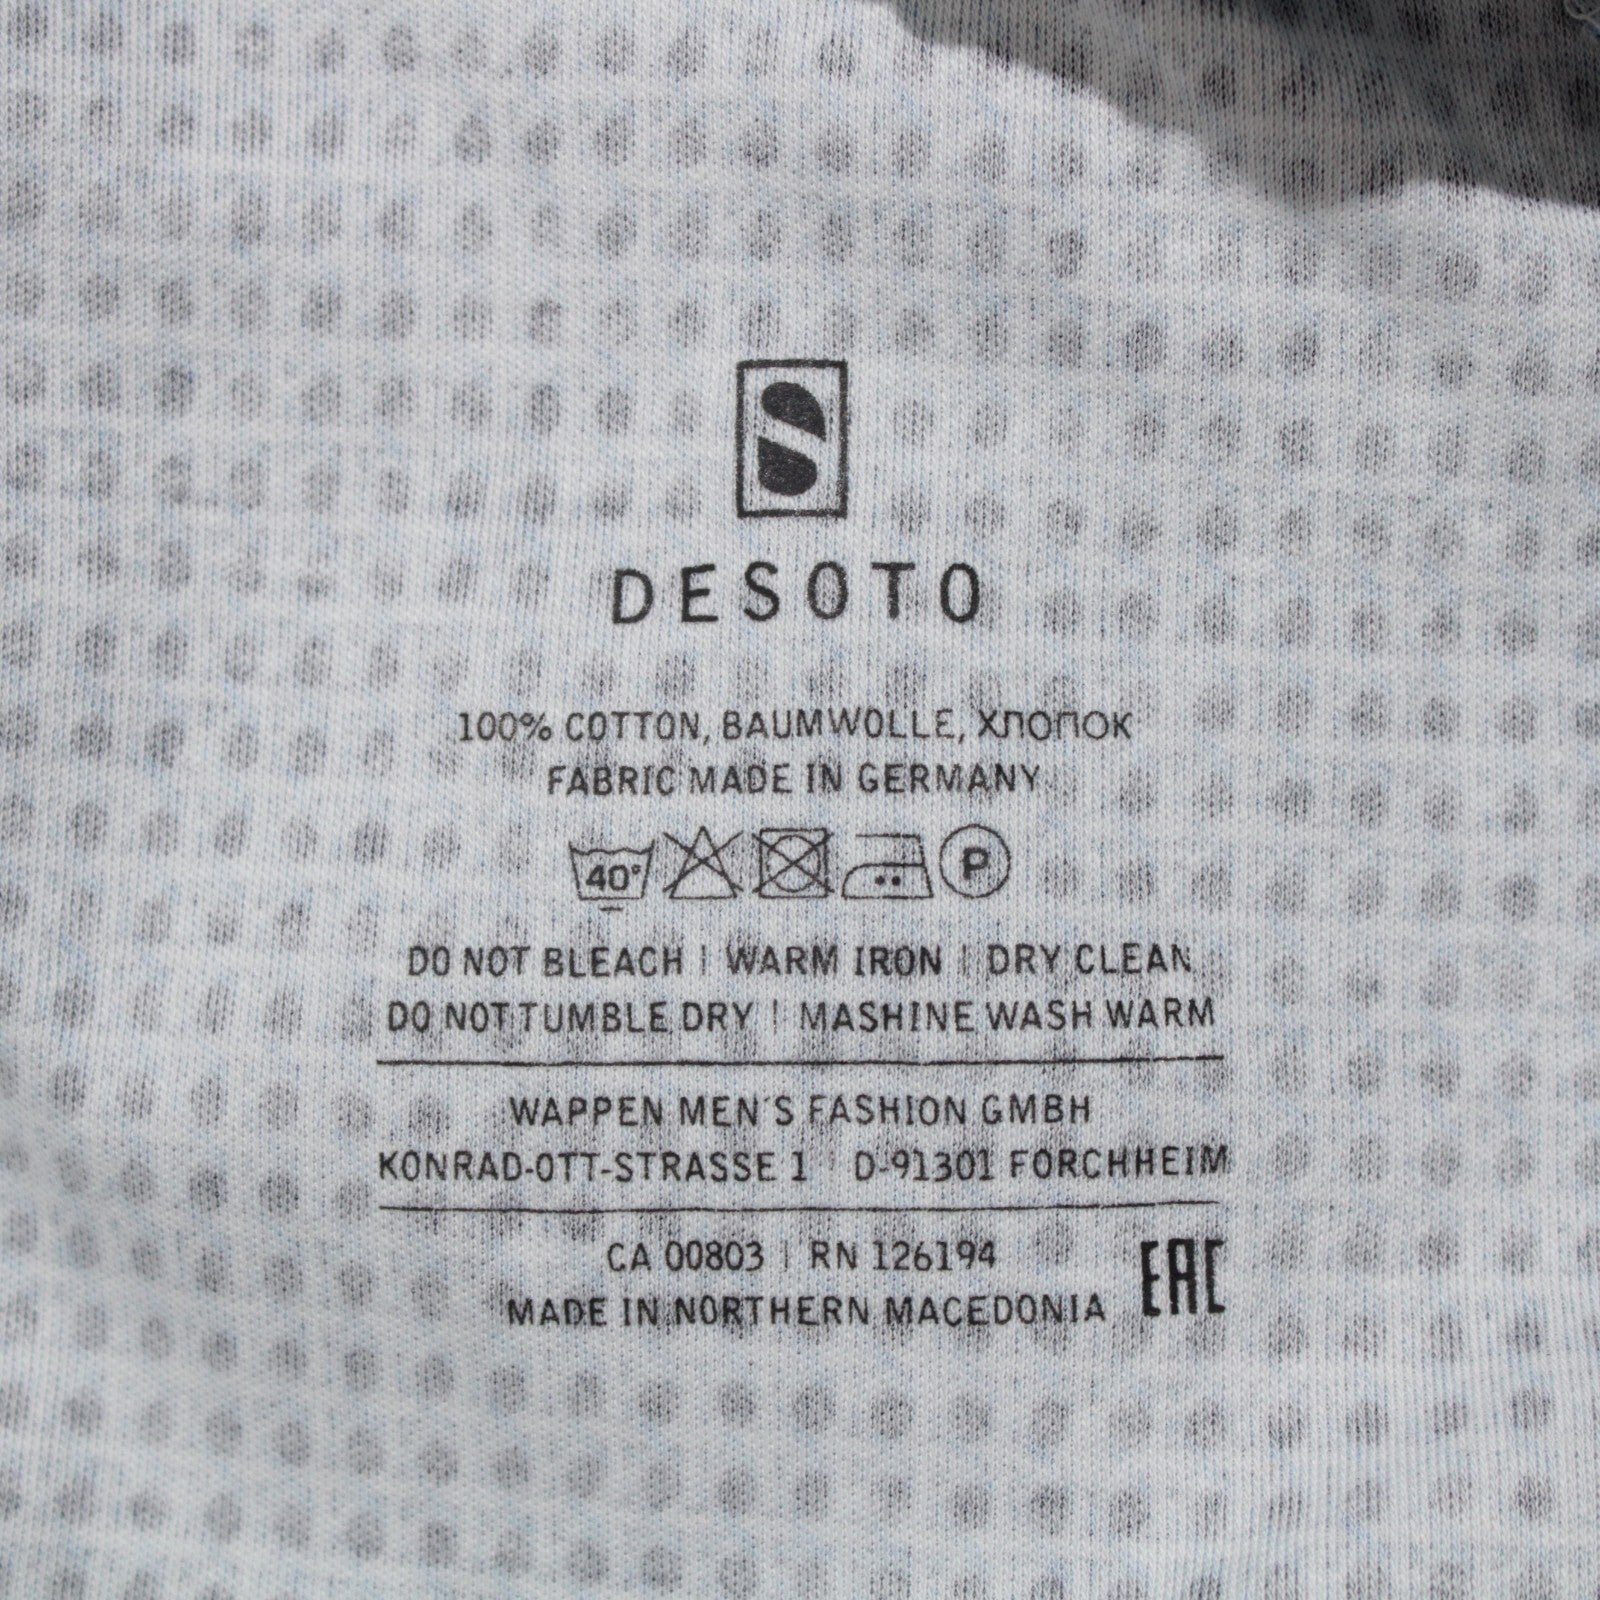 S
DESOTO
100% COTTON, BAUMWOLLE, ХЛОПОК
FABRIC MADE IN GERMANY
40° P
DO NOT BLEACH | WARM IRON | DRY CLEAN
DO NOT TUMBLE DRY | MASHINE WASH WARM
WAPPEN MEN´S FASHION GMBH
KONRAD-OTT-STRASSE 1 | D-91301 FORCHHEIM
CA 00803 | RN 126194
MADE IN NORTHERN MACEDONIA
EAC